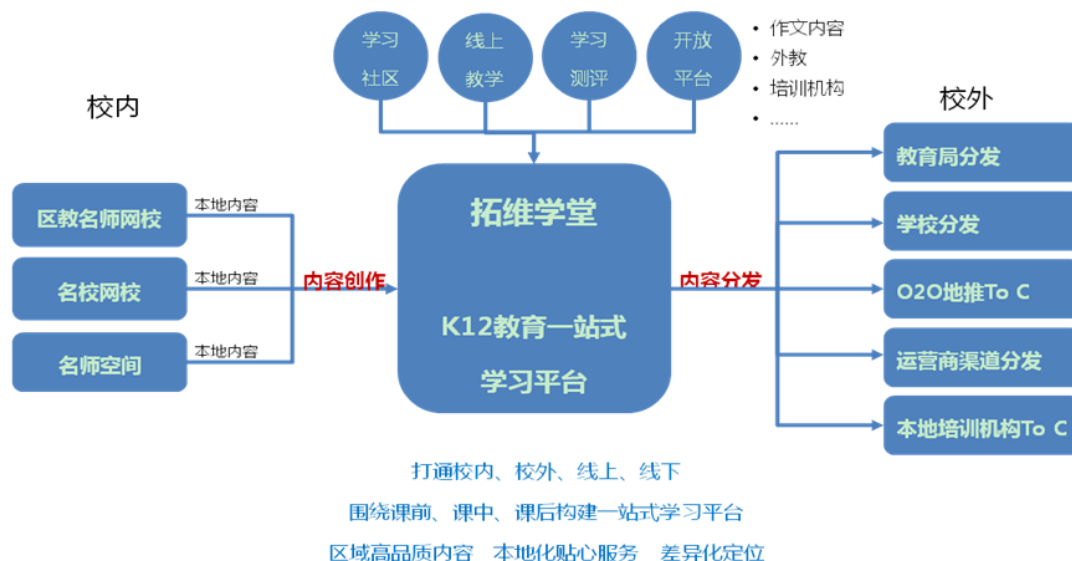 学习
社区
线上
教学
学习
测评
开放
平台
• 作文内容
• 外教
• 培训机构
• ......
校内
校外
区教名师网校
本地内容
名校网校
本地内容
名师空间
本地内容
内容创作
拓维学堂
K12教育一站式
学习平台
内容分发
教育局分发
学校分发
O2O地推To C
运营商渠道分发
本地培训机构To C
打通校内、校外、线上、线下
围绕课前、课中、课后构建一站式学习平台
区域高品质内容 本地化贴心服务 差异化定位